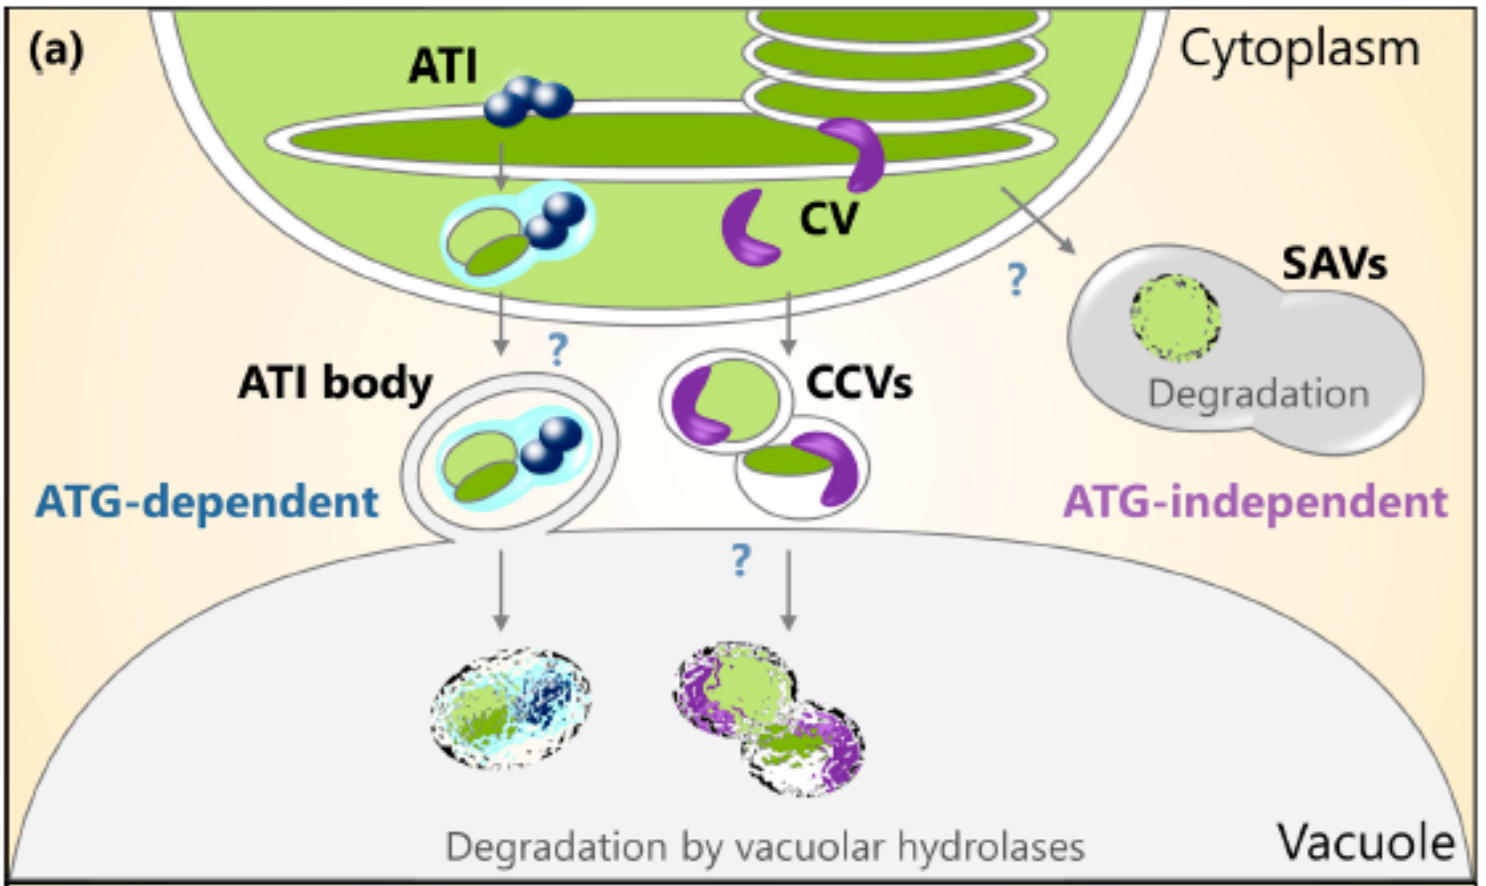 (a)
ATI
Cytoplasm
CV
SAVs
?
?
ATI body
CCVs
Degradation
ATG-dependent
ATG-independent
?
Degradation by vacuolar hydrolases
Vacuole